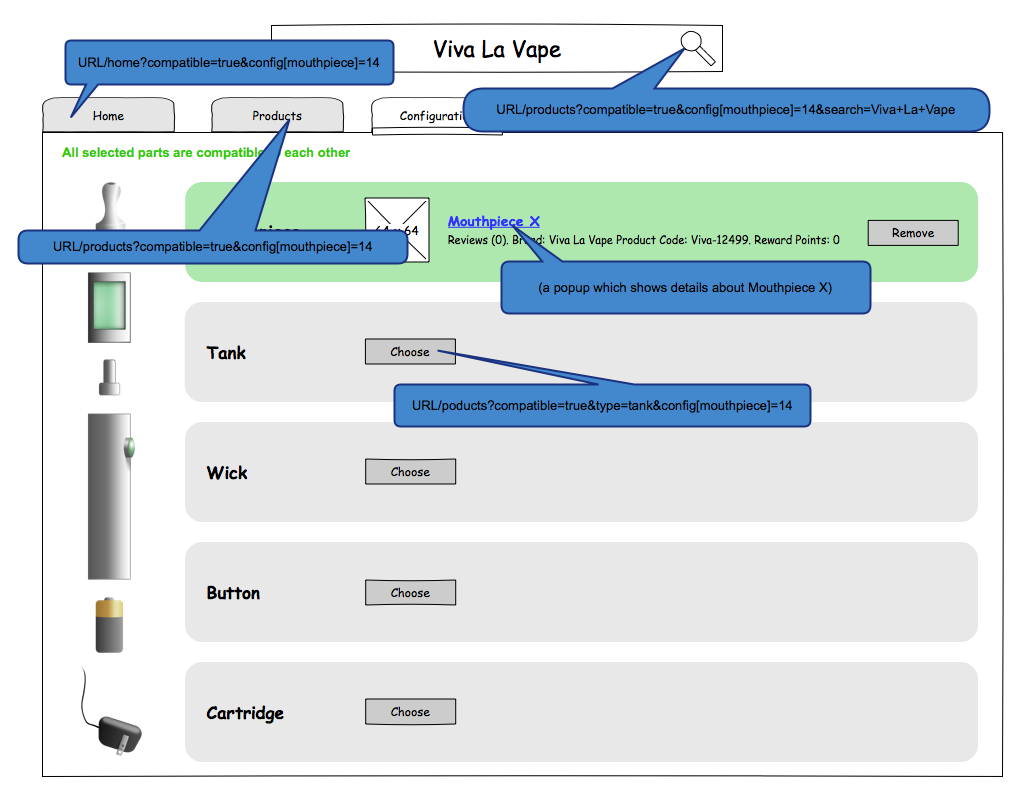 Viva La Vape
URL/home?compatible=true&config[mouthpiece]=14
URL/products?compatible=true&config[mouthpiece]=14&search=Viva+La+Vape
Home
Products
All selected parts are compatible
each other
64
64
Mouthpiece X
Reviews (0). Brand: Viva La Vape Product Code: Viva-12499. Reward Points: 0
Remove
URL/products?compatible=true&config[mouthpiece]=14
(a popup which shows details about Mouthpiece X)
Tank
Choose
URL/poducts?compatible=true&type=tank&config[mouthpiece]=14
Wick
Choose
Button
Choose
Cartridge
Choose